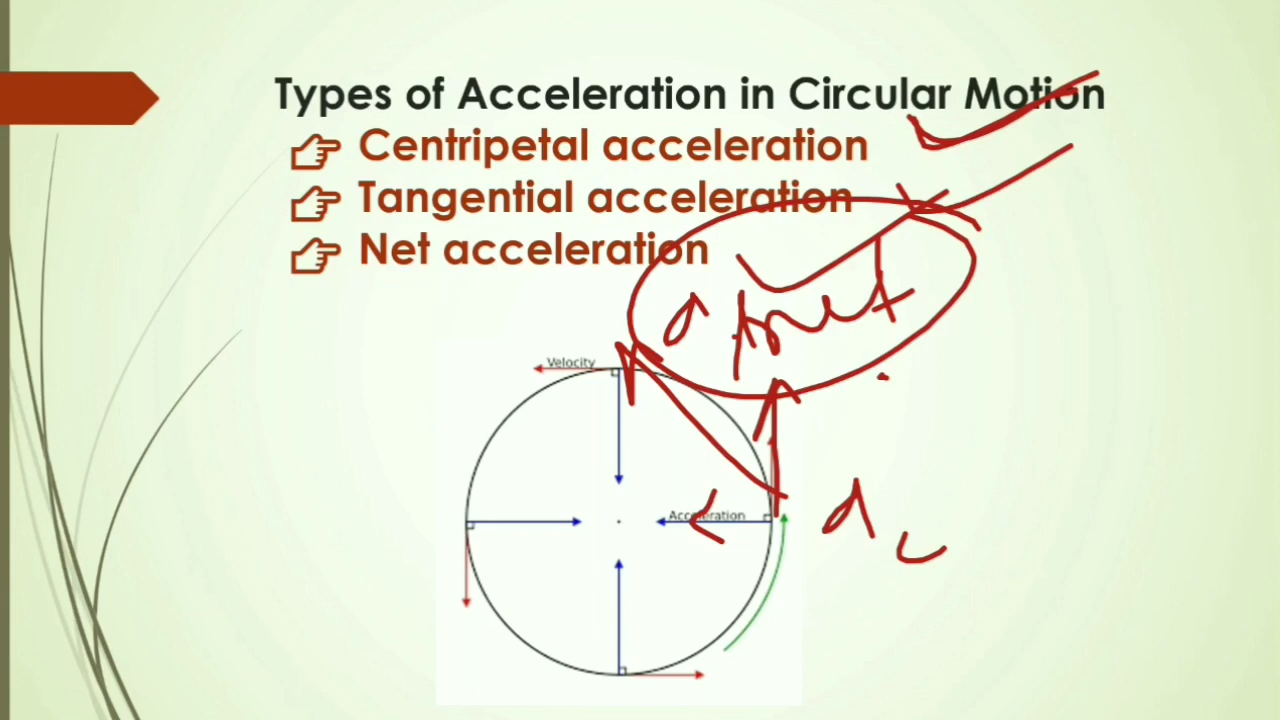 Types of Acceleration in Circular Motion
Centripetal acceleration
Tangential acceleration
Net acceleration
a net
Velocity
Acceleration
a c